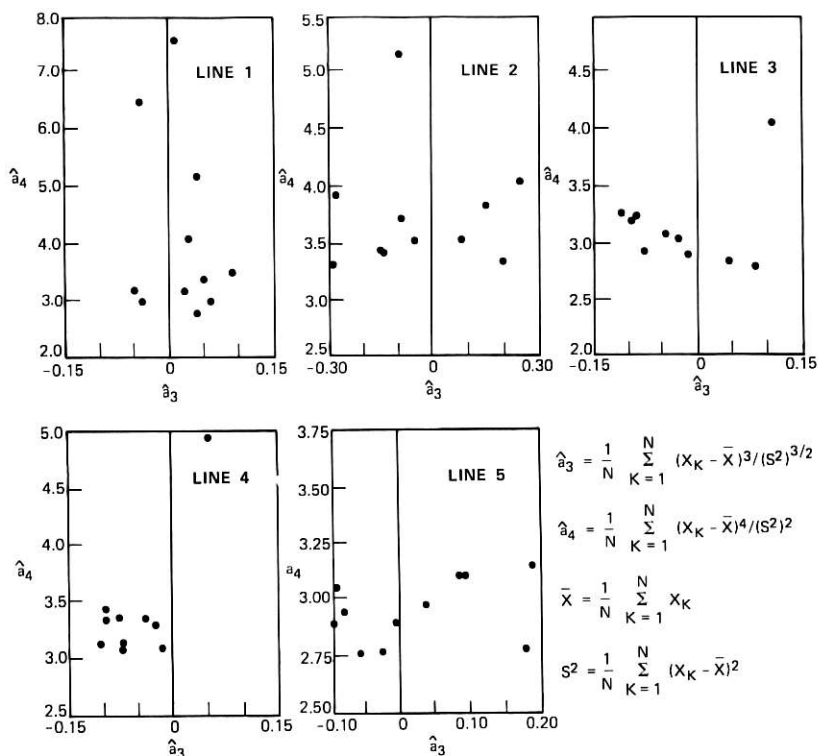 8.0
7.0
6.0
5.0
â₄
4.0
3.0
2.0
-0.15
0
0.15
â₃
LINE 1
5.5
5.0
4.5
â₄
4.0
3.5
3.0
2.5
-0.30
0
0.30
â₃
LINE 2
4.5
4.0
â₄
3.5
3.0
2.5
2.0
-0.15
0
0.15
â₃
LINE 3
5.0
4.5
â₄
4.0
3.5
3.0
2.5
-0.15
0
0.15
â₃
LINE 4
3.75
3.50
3.25
a₄
3.00
2.75
2.50
-0.10
0
0.10
0.20
â₃
LINE 5
â₃ = 1/N Σ_{K = 1}^{N} (X_K - X̄)³/(S²)^{3/2}
â₄ = 1/N Σ_{K = 1}^{N} (X_K - X̄)⁴/(S²)²
X̄ = 1/N Σ_{K = 1}^{N} X_K
S² = 1/N Σ_{K = 1}^{N} (X_K - X̄)²